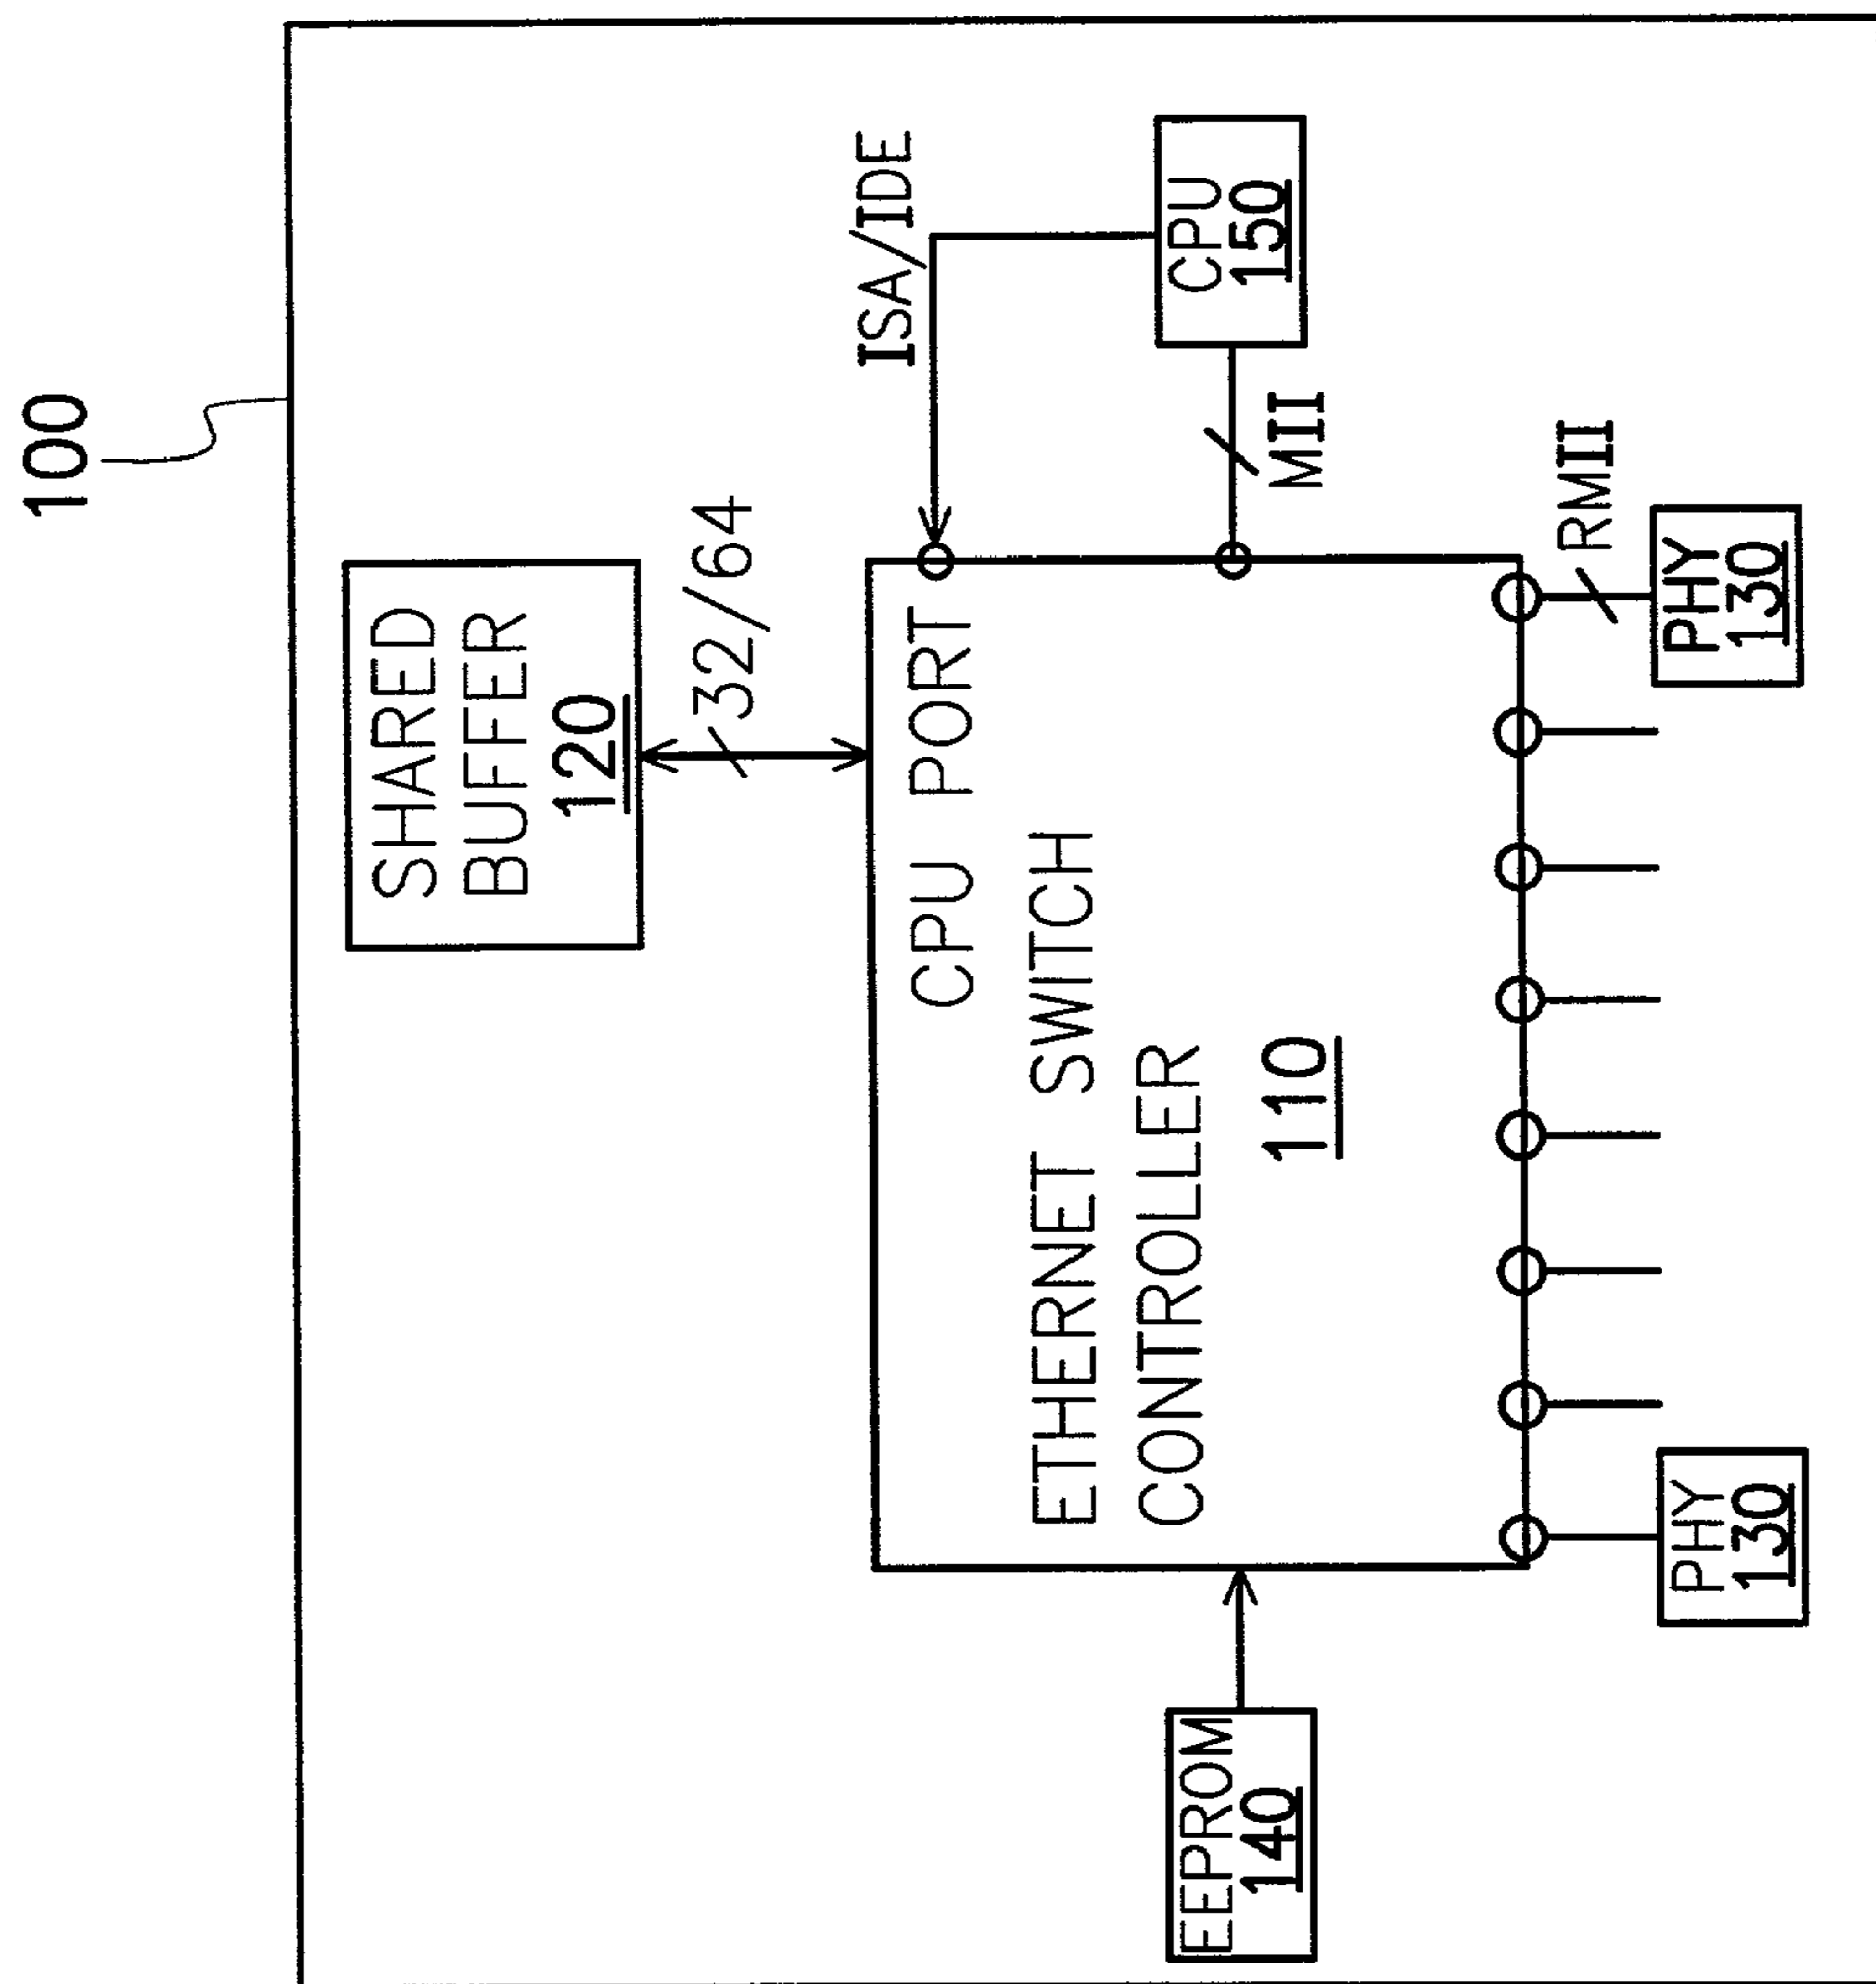 100
SHARED
BUFFER
120
32/64
ISA/IDE
CPU PORT
ETHERNET SWITCH
CONTROLLER
110
CPU
150
MII
EEPROM
140
RMII
PHY
130
PHY
130